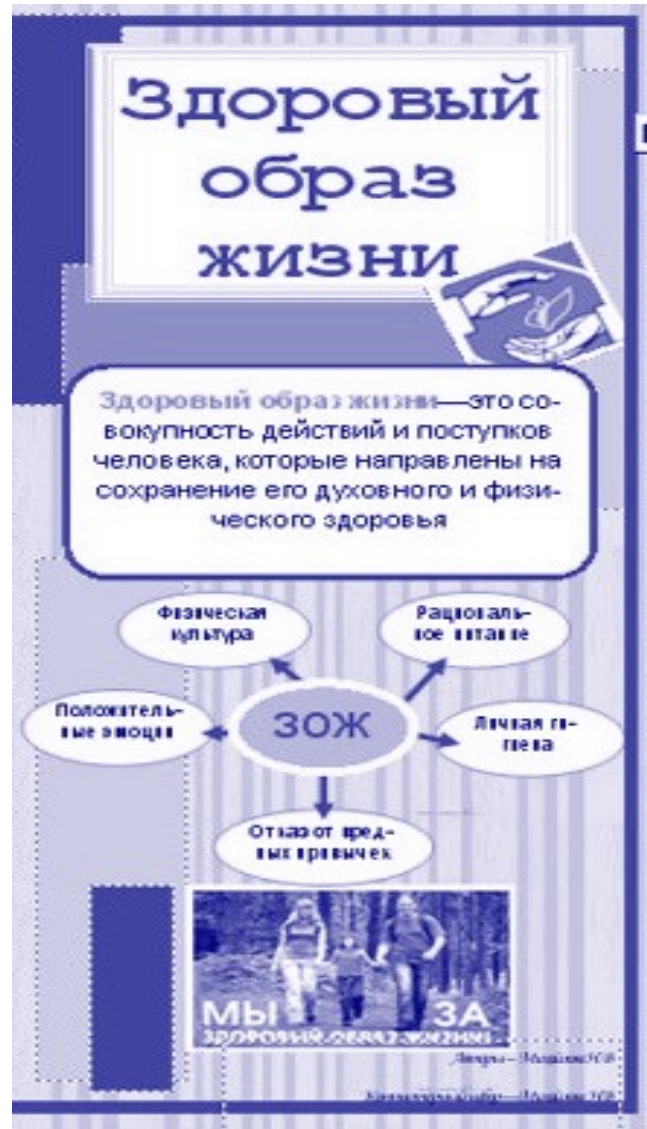 Здоровый
образ
жизни
Здоровый образ жизни—это со-
вокупность действий и поступков
человека, которые направлены на
сохранение его духовного и физи-
ческого здоровья
Физическая
культура
Рациональ-
ное питание
Положитель-
ные эмоции
ЗОЖ
Личная ги-
гиена
Отказ от вред-
ных привычек
МЫ ЗА
ЗДОРОВЫЙ ОБРАЗ ЖИЗНИ!